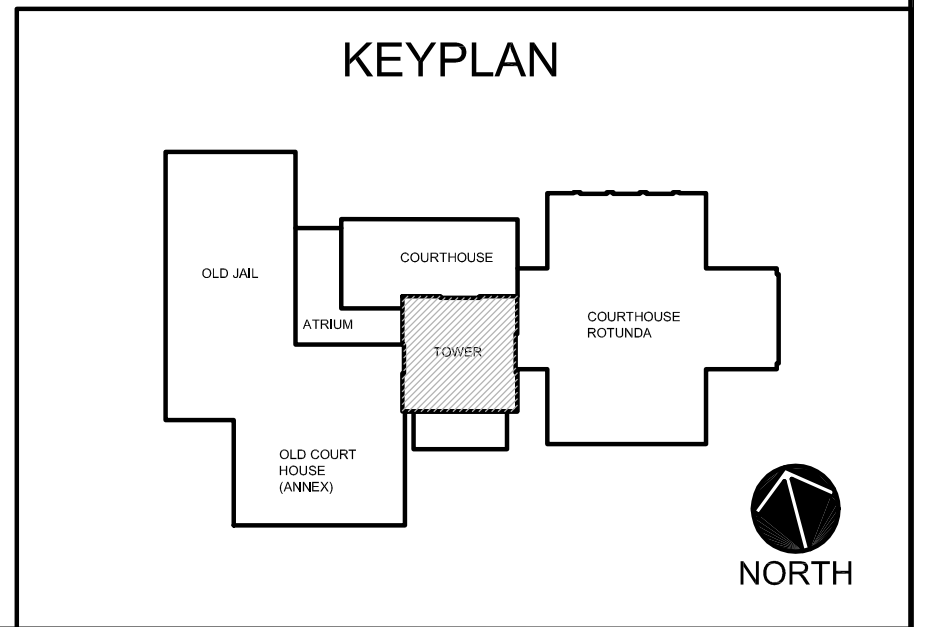 KEYPLAN
COURTHOUSE
OLD JAIL
COURTHOUSE
ROTUNDA
ATRIUM
TOWER
OLD COURT
HOUSE
(ANNEX)
NORTH